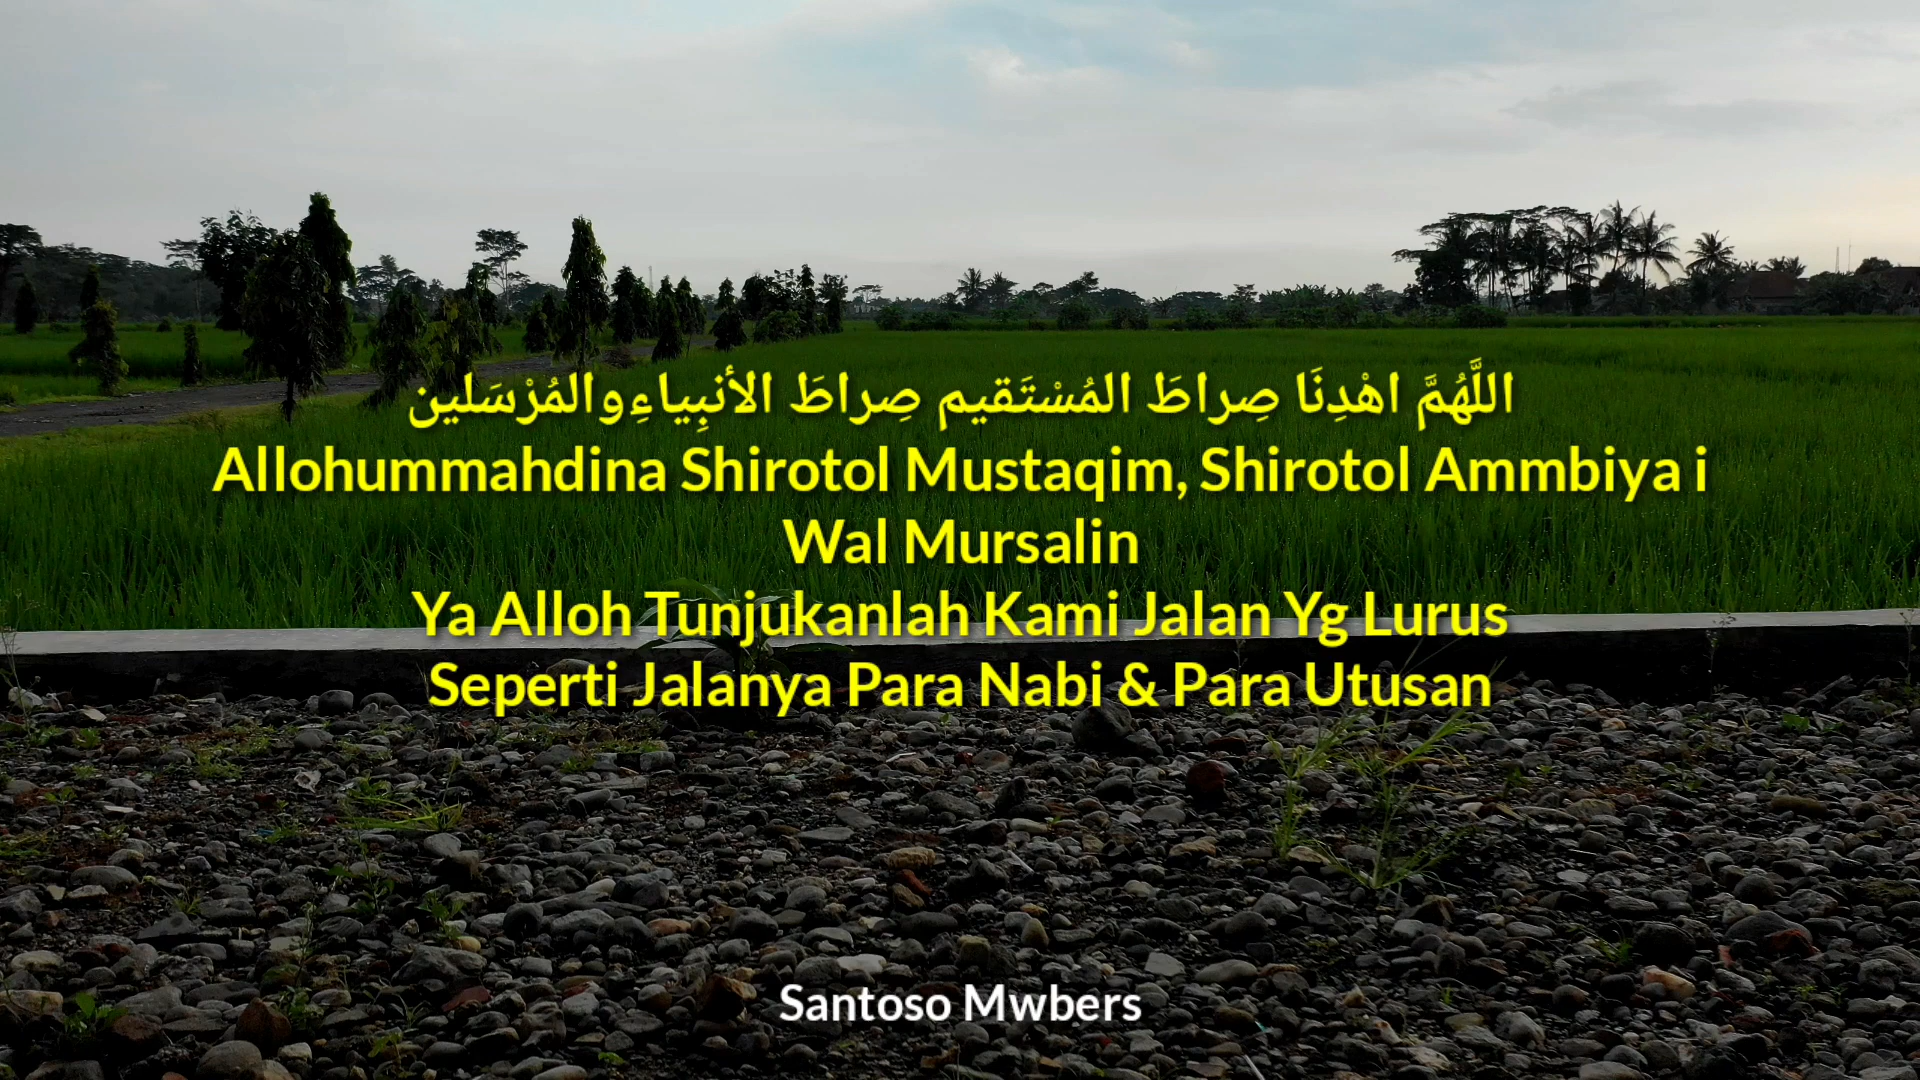 اللَّهُمَّ اهْدِنَا صِراطَ المُسْتَقيم صِراطَ الأنبِياءِوالمُرْسَلين
Allohummahdina Shirotol Mustaqim, Shirotol Ammbiya i
Wal Mursalin
Ya Alloh Tunjukanlah Kami Jalan Yg Lurus
Seperti Jalanya Para Nabi & Para Utusan
Santoso Mwbers